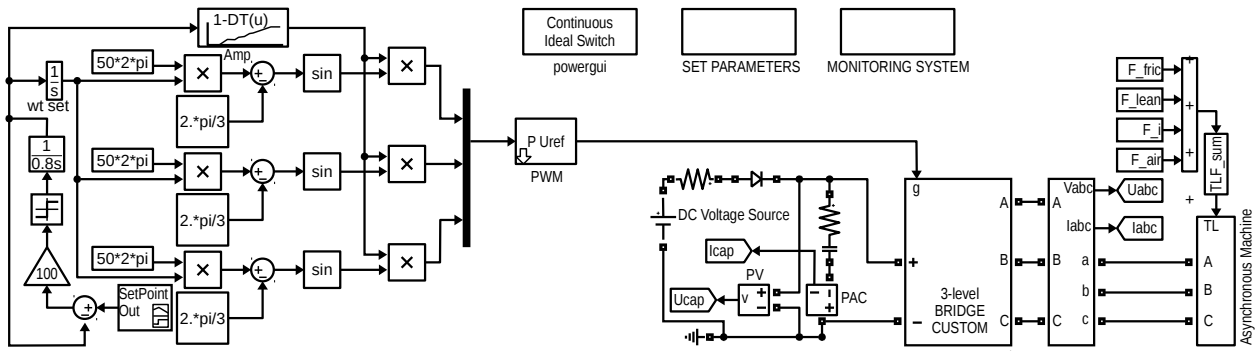 1-DT(u)
Amp
50*2*pi
1
s
wt set
×
+
−
sin
×
2.*pi/3
1
0.8s
50*2*pi
×
+
−
sin
×
2.*pi/3
100
50*2*pi
×
+
−
sin
×
2.*pi/3
+
−
SetPoint
Out
Continuous
Ideal Switch
powergui
SET PARAMETERS
MONITORING SYSTEM
P Uref
PWM
DC Voltage Source
+
Icap
Ucap
PV
v
+
−
PAC
−
i
+
g
+
−
A
B
C
3-level
BRIDGE
CUSTOM
A
B
C
Vabc
Iabc
a
b
c
Uabc
Iabc
F_fric
F_lean
F_i
F_air
+
+
+
+
TLF_sum
TL
A
B
C
Asynchronous Machine